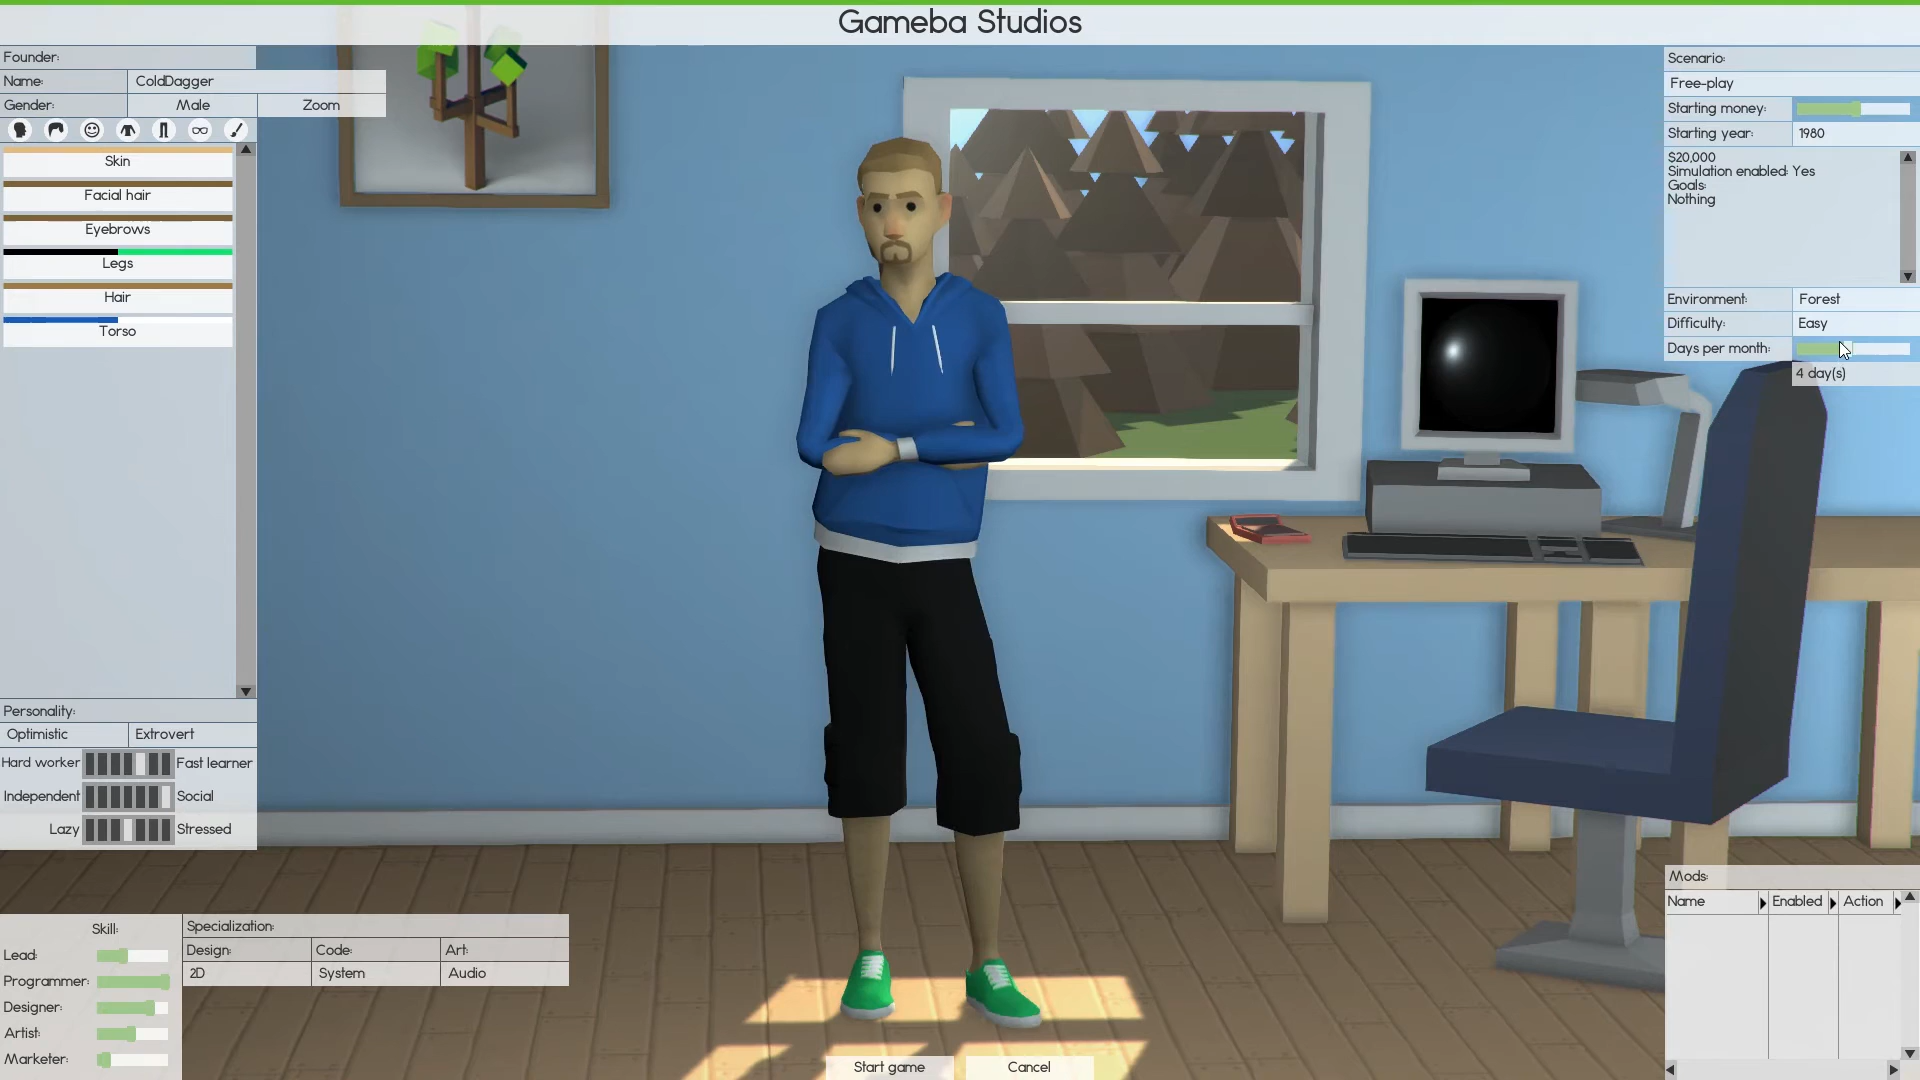 Gameba Studios
Founder:
Name: ColdDagger
Gender: Male Zoom
Skin
Facial hair
Eyebrows
Legs
Hair
Torso
Personality:
Optimistic Extrovert
Hard worker Fast learner
Independent Social
Lazy Stressed
Skill:
Lead:
Programmer:
Designer:
Artist:
Marketer:
Specialization:
Design: Code: Art:
2D System Audio
Start game Cancel
Scenario:
Free-play
Starting money:
Starting year: 1980
$20,000
Simulation enabled: Yes
Goals:
Nothing
Environment: Forest
Difficulty: Easy
Days per month:
4 day(s)
Mods:
Name Enabled Action